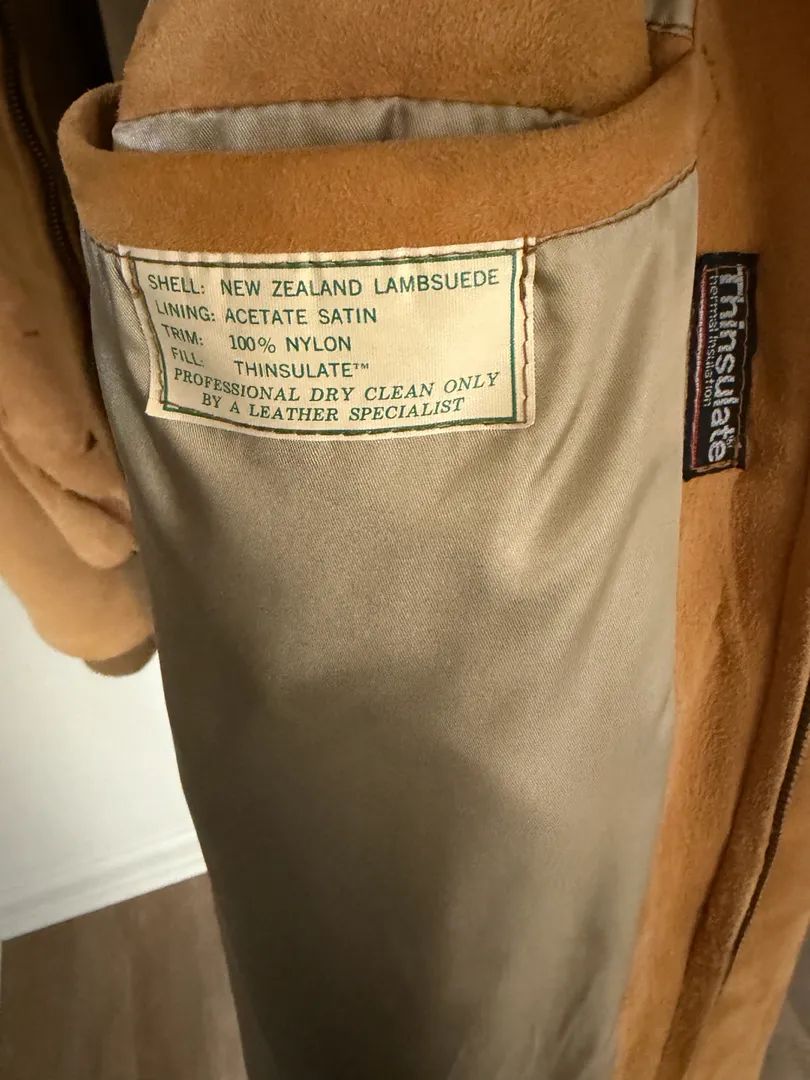 SHELL: NEW ZEALAND LAMBSUEDE
LINING: ACETATE SATIN
TRIM: 100% NYLON
FILL: THINSULATE™
PROFESSIONAL DRY CLEAN ONLY
BY A LEATHER SPECIALIST
Thinsulate™
Thermal Insulation